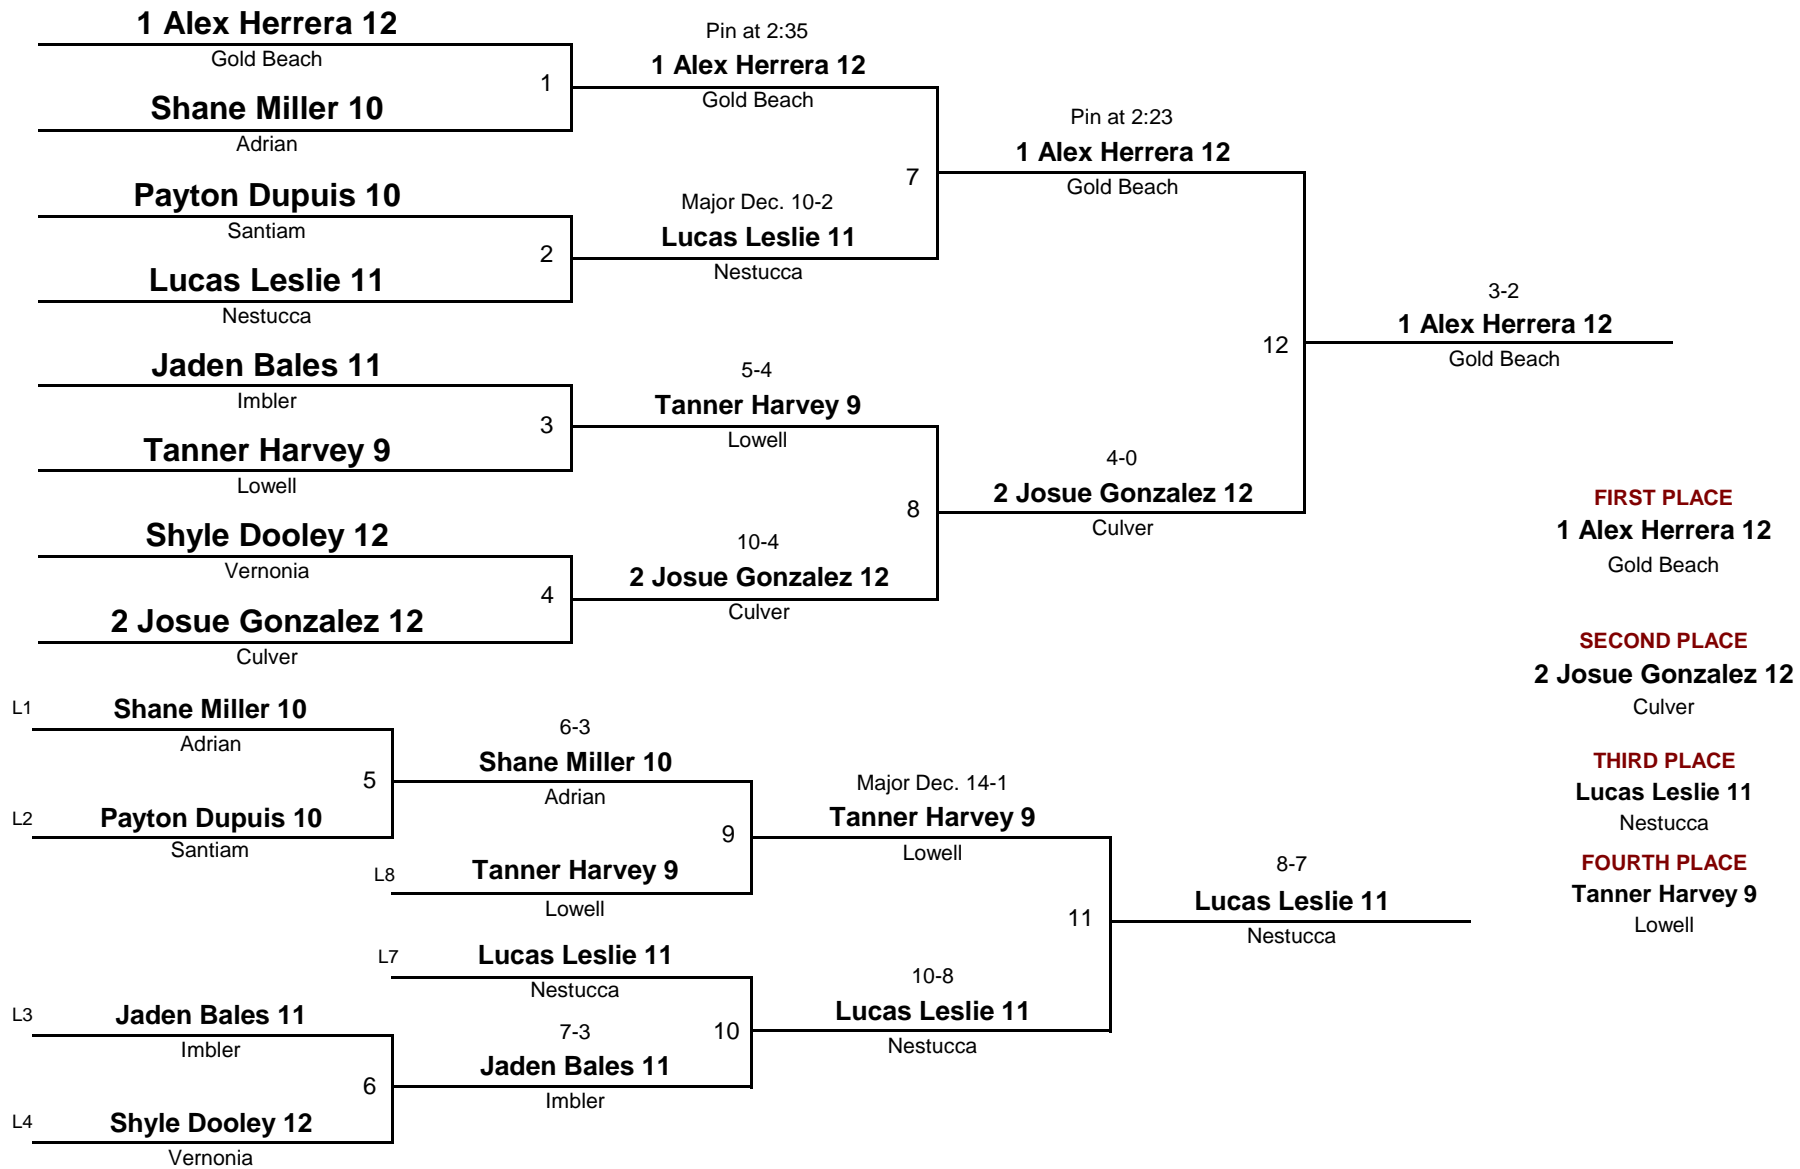 1 Alex Herrera 12
Gold Beach
1
Shane Miller 10
Adrian
Payton Dupuis 10
Santiam
2
Lucas Leslie 11
Nestucca
Jaden Bales 11
Imbler
3
Tanner Harvey 9
Lowell
Shyle Dooley 12
Vernonia
4
2 Josue Gonzalez 12
Culver
Pin at 2:35
1 Alex Herrera 12
Gold Beach
7
Major Dec. 10-2
Lucas Leslie 11
Nestucca
5-4
Tanner Harvey 9
Lowell
8
10-4
2 Josue Gonzalez 12
Culver
Pin at 2:23
1 Alex Herrera 12
Gold Beach
12
4-0
2 Josue Gonzalez 12
Culver
3-2
1 Alex Herrera 12
Gold Beach
L1
Shane Miller 10
Adrian
5
L2
Payton Dupuis 10
Santiam
L3
Jaden Bales 11
Imbler
6
L4
Shyle Dooley 12
Vernonia
6-3
Shane Miller 10
Adrian
9
L8
Tanner Harvey 9
Lowell
L7
Lucas Leslie 11
Nestucca
10
7-3
Jaden Bales 11
Imbler
Major Dec. 14-1
Tanner Harvey 9
Lowell
11
10-8
Lucas Leslie 11
Nestucca
8-7
Lucas Leslie 11
Nestucca
FIRST PLACE
1 Alex Herrera 12
Gold Beach
SECOND PLACE
2 Josue Gonzalez 12
Culver
THIRD PLACE
Lucas Leslie 11
Nestucca
FOURTH PLACE
Tanner Harvey 9
Lowell